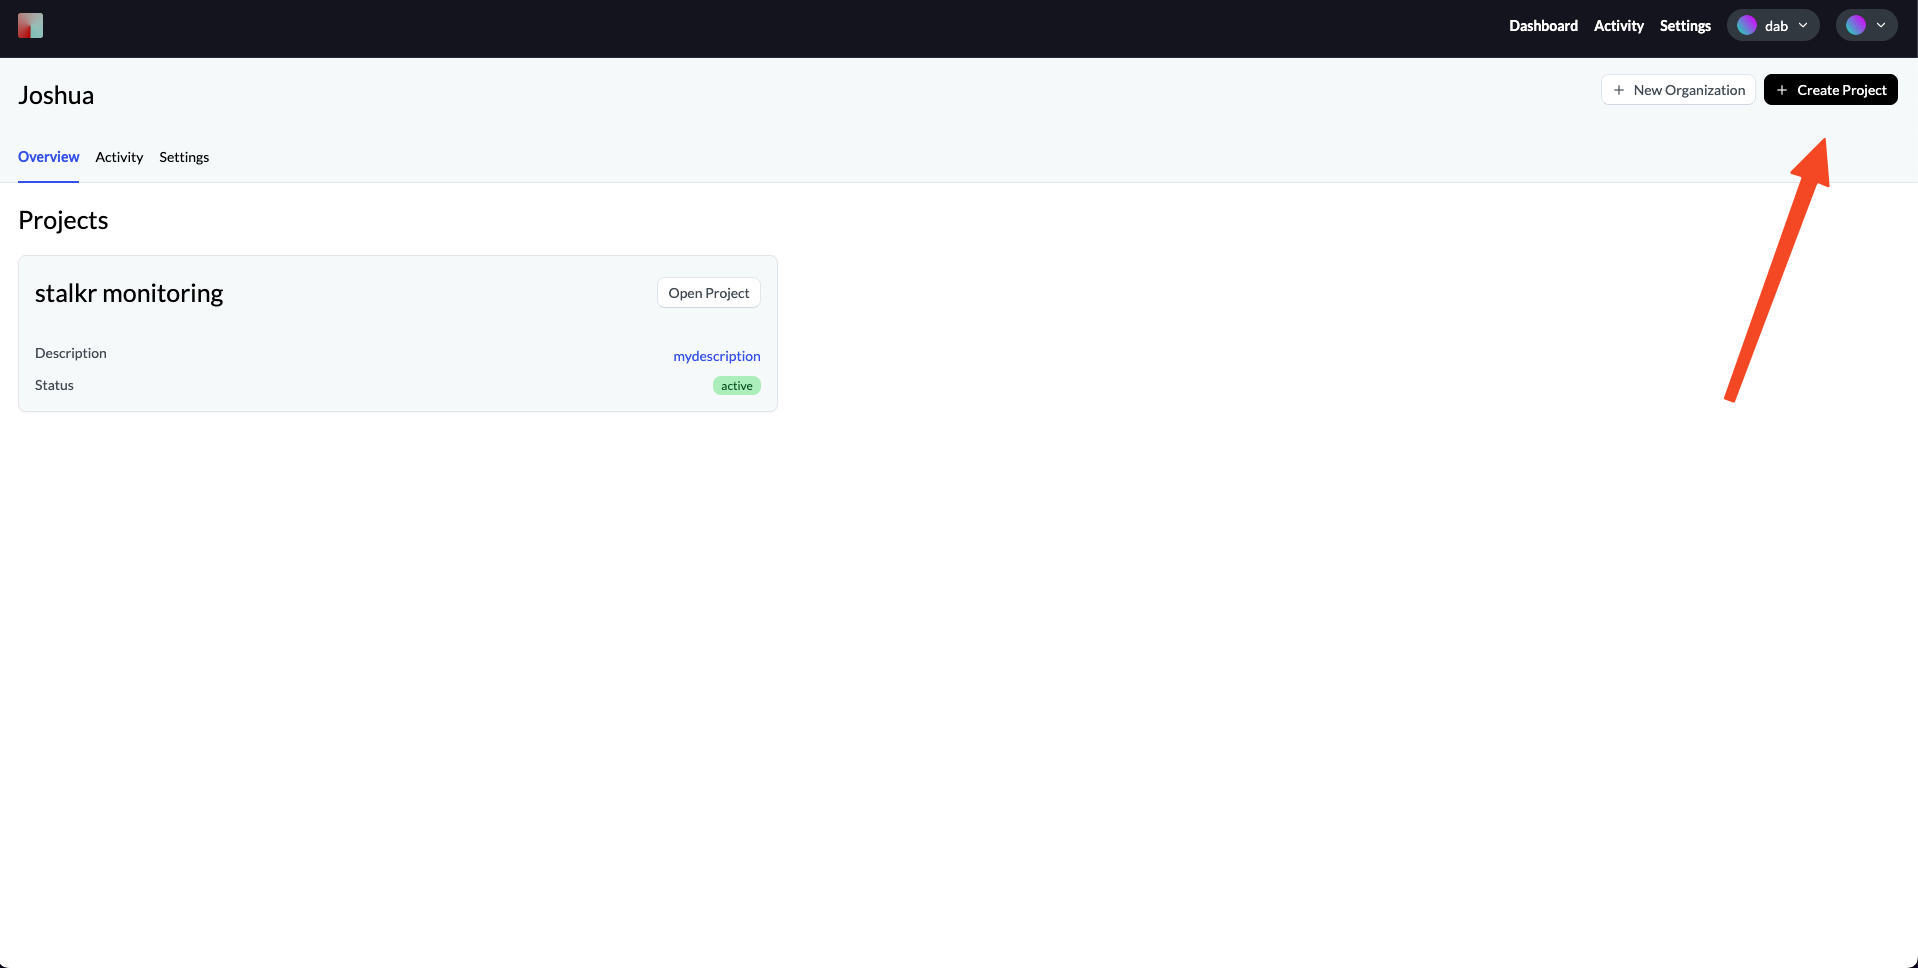 Dashboard Activity Settings dab
Joshua
+ New Organization + Create Project
Overview Activity Settings
Projects
stalkr monitoring
Open Project
Description mydescription
Status active